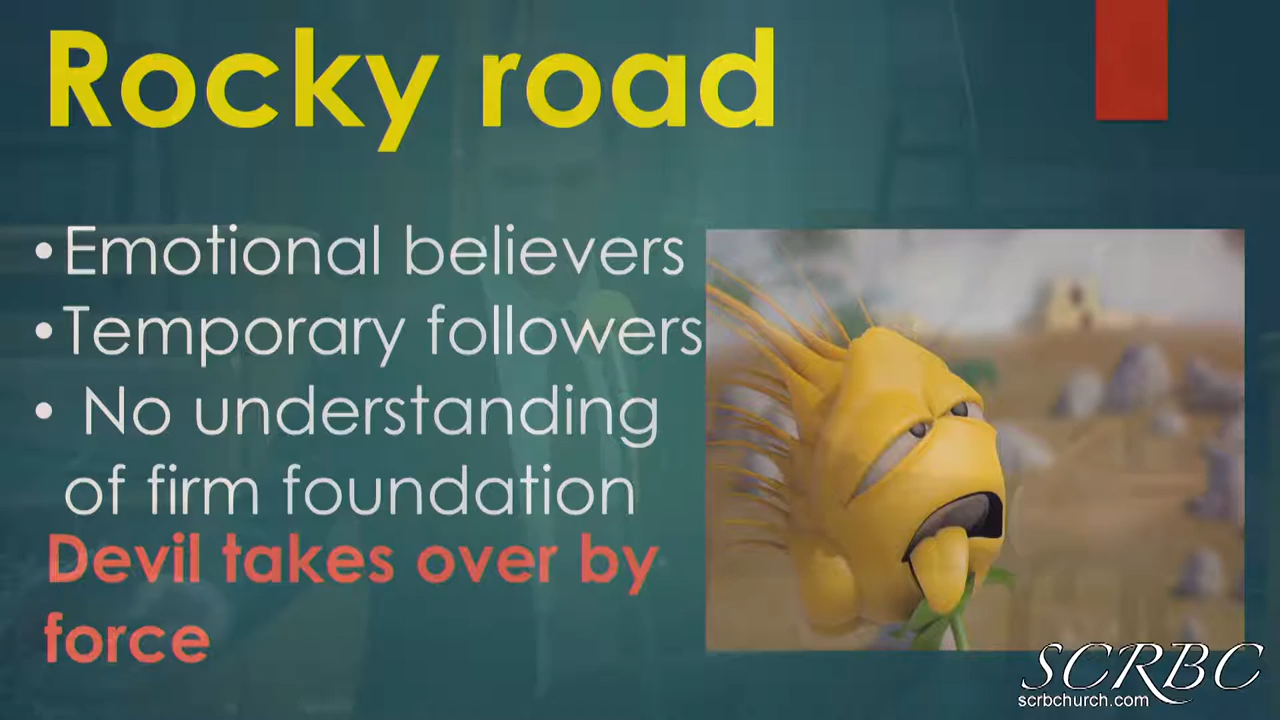 Rocky road
•Emotional believers
•Temporary followers
• No understanding
of firm foundation
Devil takes over by
force
SCRBC
scrbchurch.com